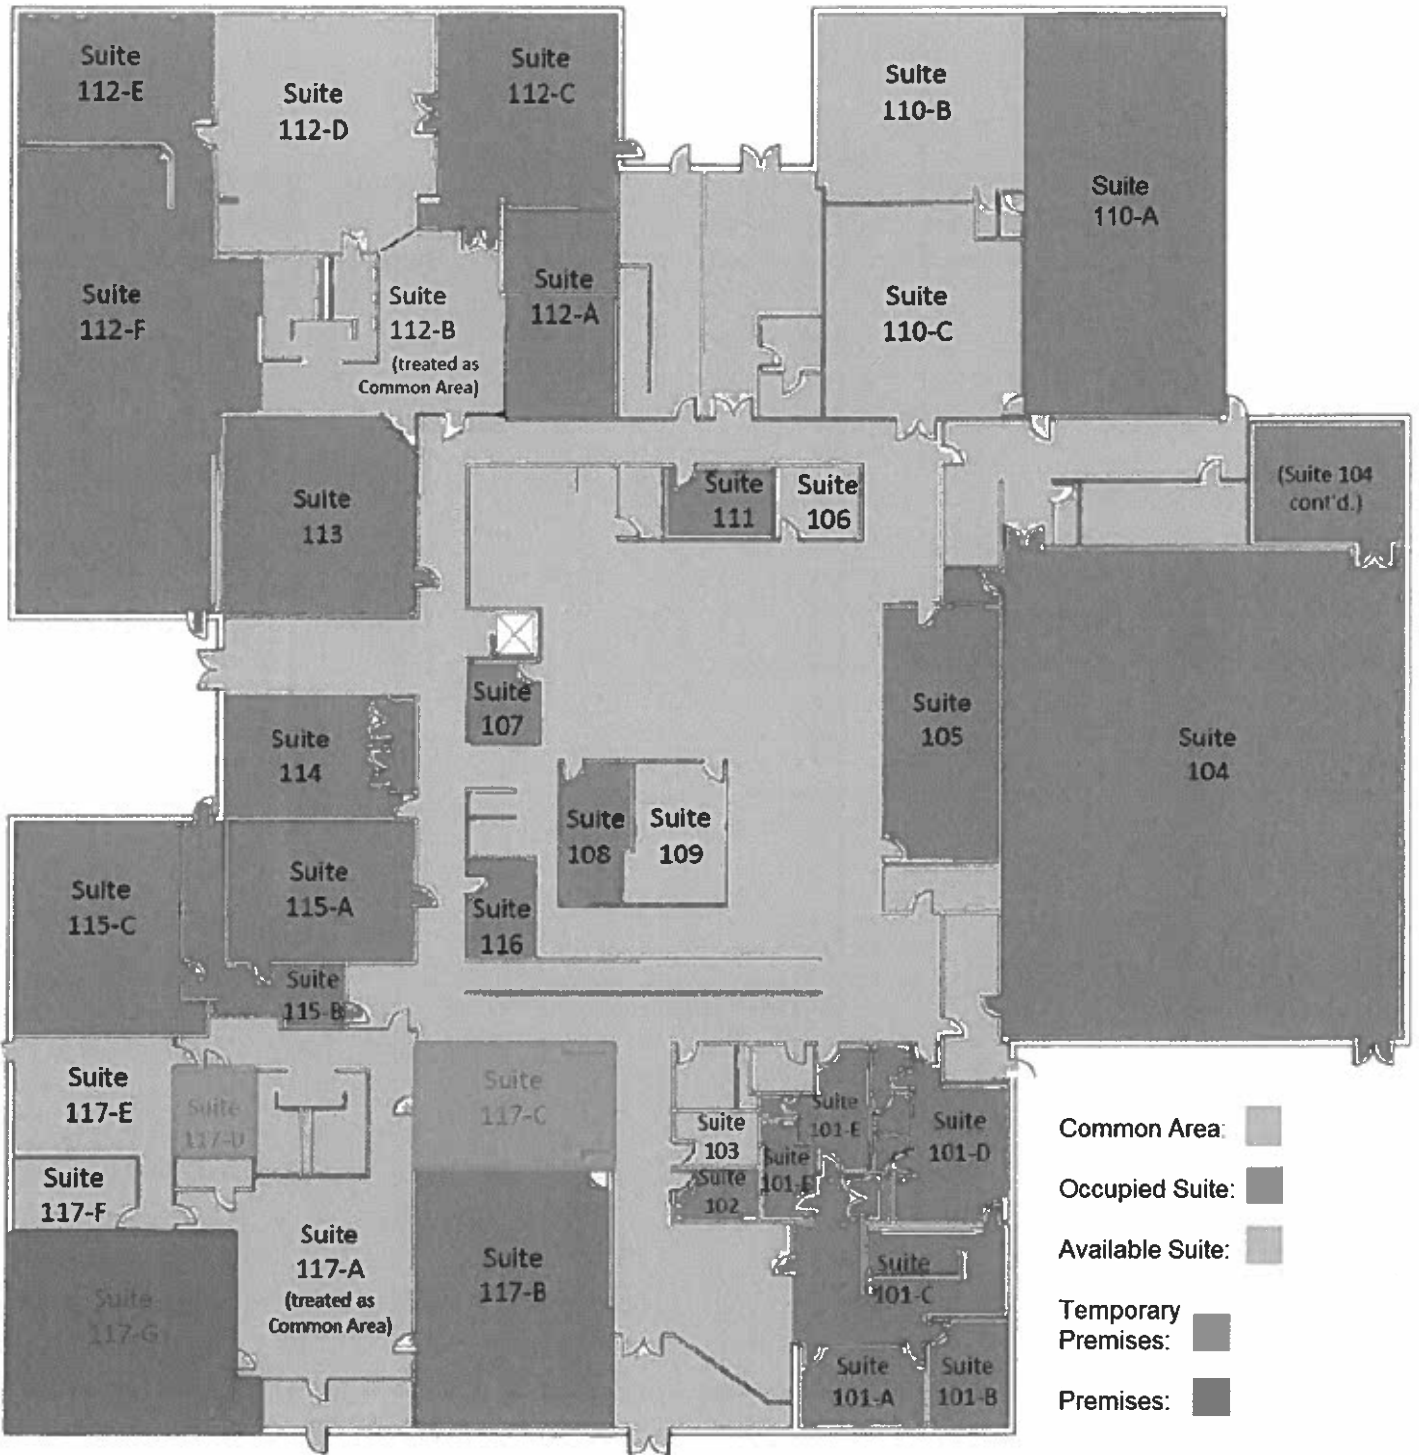 Suite
112-E
Suite
112-D
Suite
112-C
Suite
110-B
Suite
110-A
Suite
112-F
Suite
112-B
(treated as
Common Area)
Suite
112-A
Suite
110-C
Suite
113
Suite
111
Suite
106
(Suite 104
cont'd.)
Suite
107
Suite
114
Suite
105
Suite
104
Suite
108
Suite
109
Suite
115-C
Suite
115-A
Suite
116
Suite
115-B
Suite
117-E
Suite
117-D
Suite
117-C
Suite
103
Suite
101-E
Suite
101-D
Suite
102
Suite
Suite
117-F
Suite
117-A
(treated as
Common Area)
Suite
117-B
Suite
101-C
Suite
117-G
Suite
101-A
Suite
101-B
Common Area:
Occupied Suite:
Available Suite:
Temporary
Premises:
Premises: